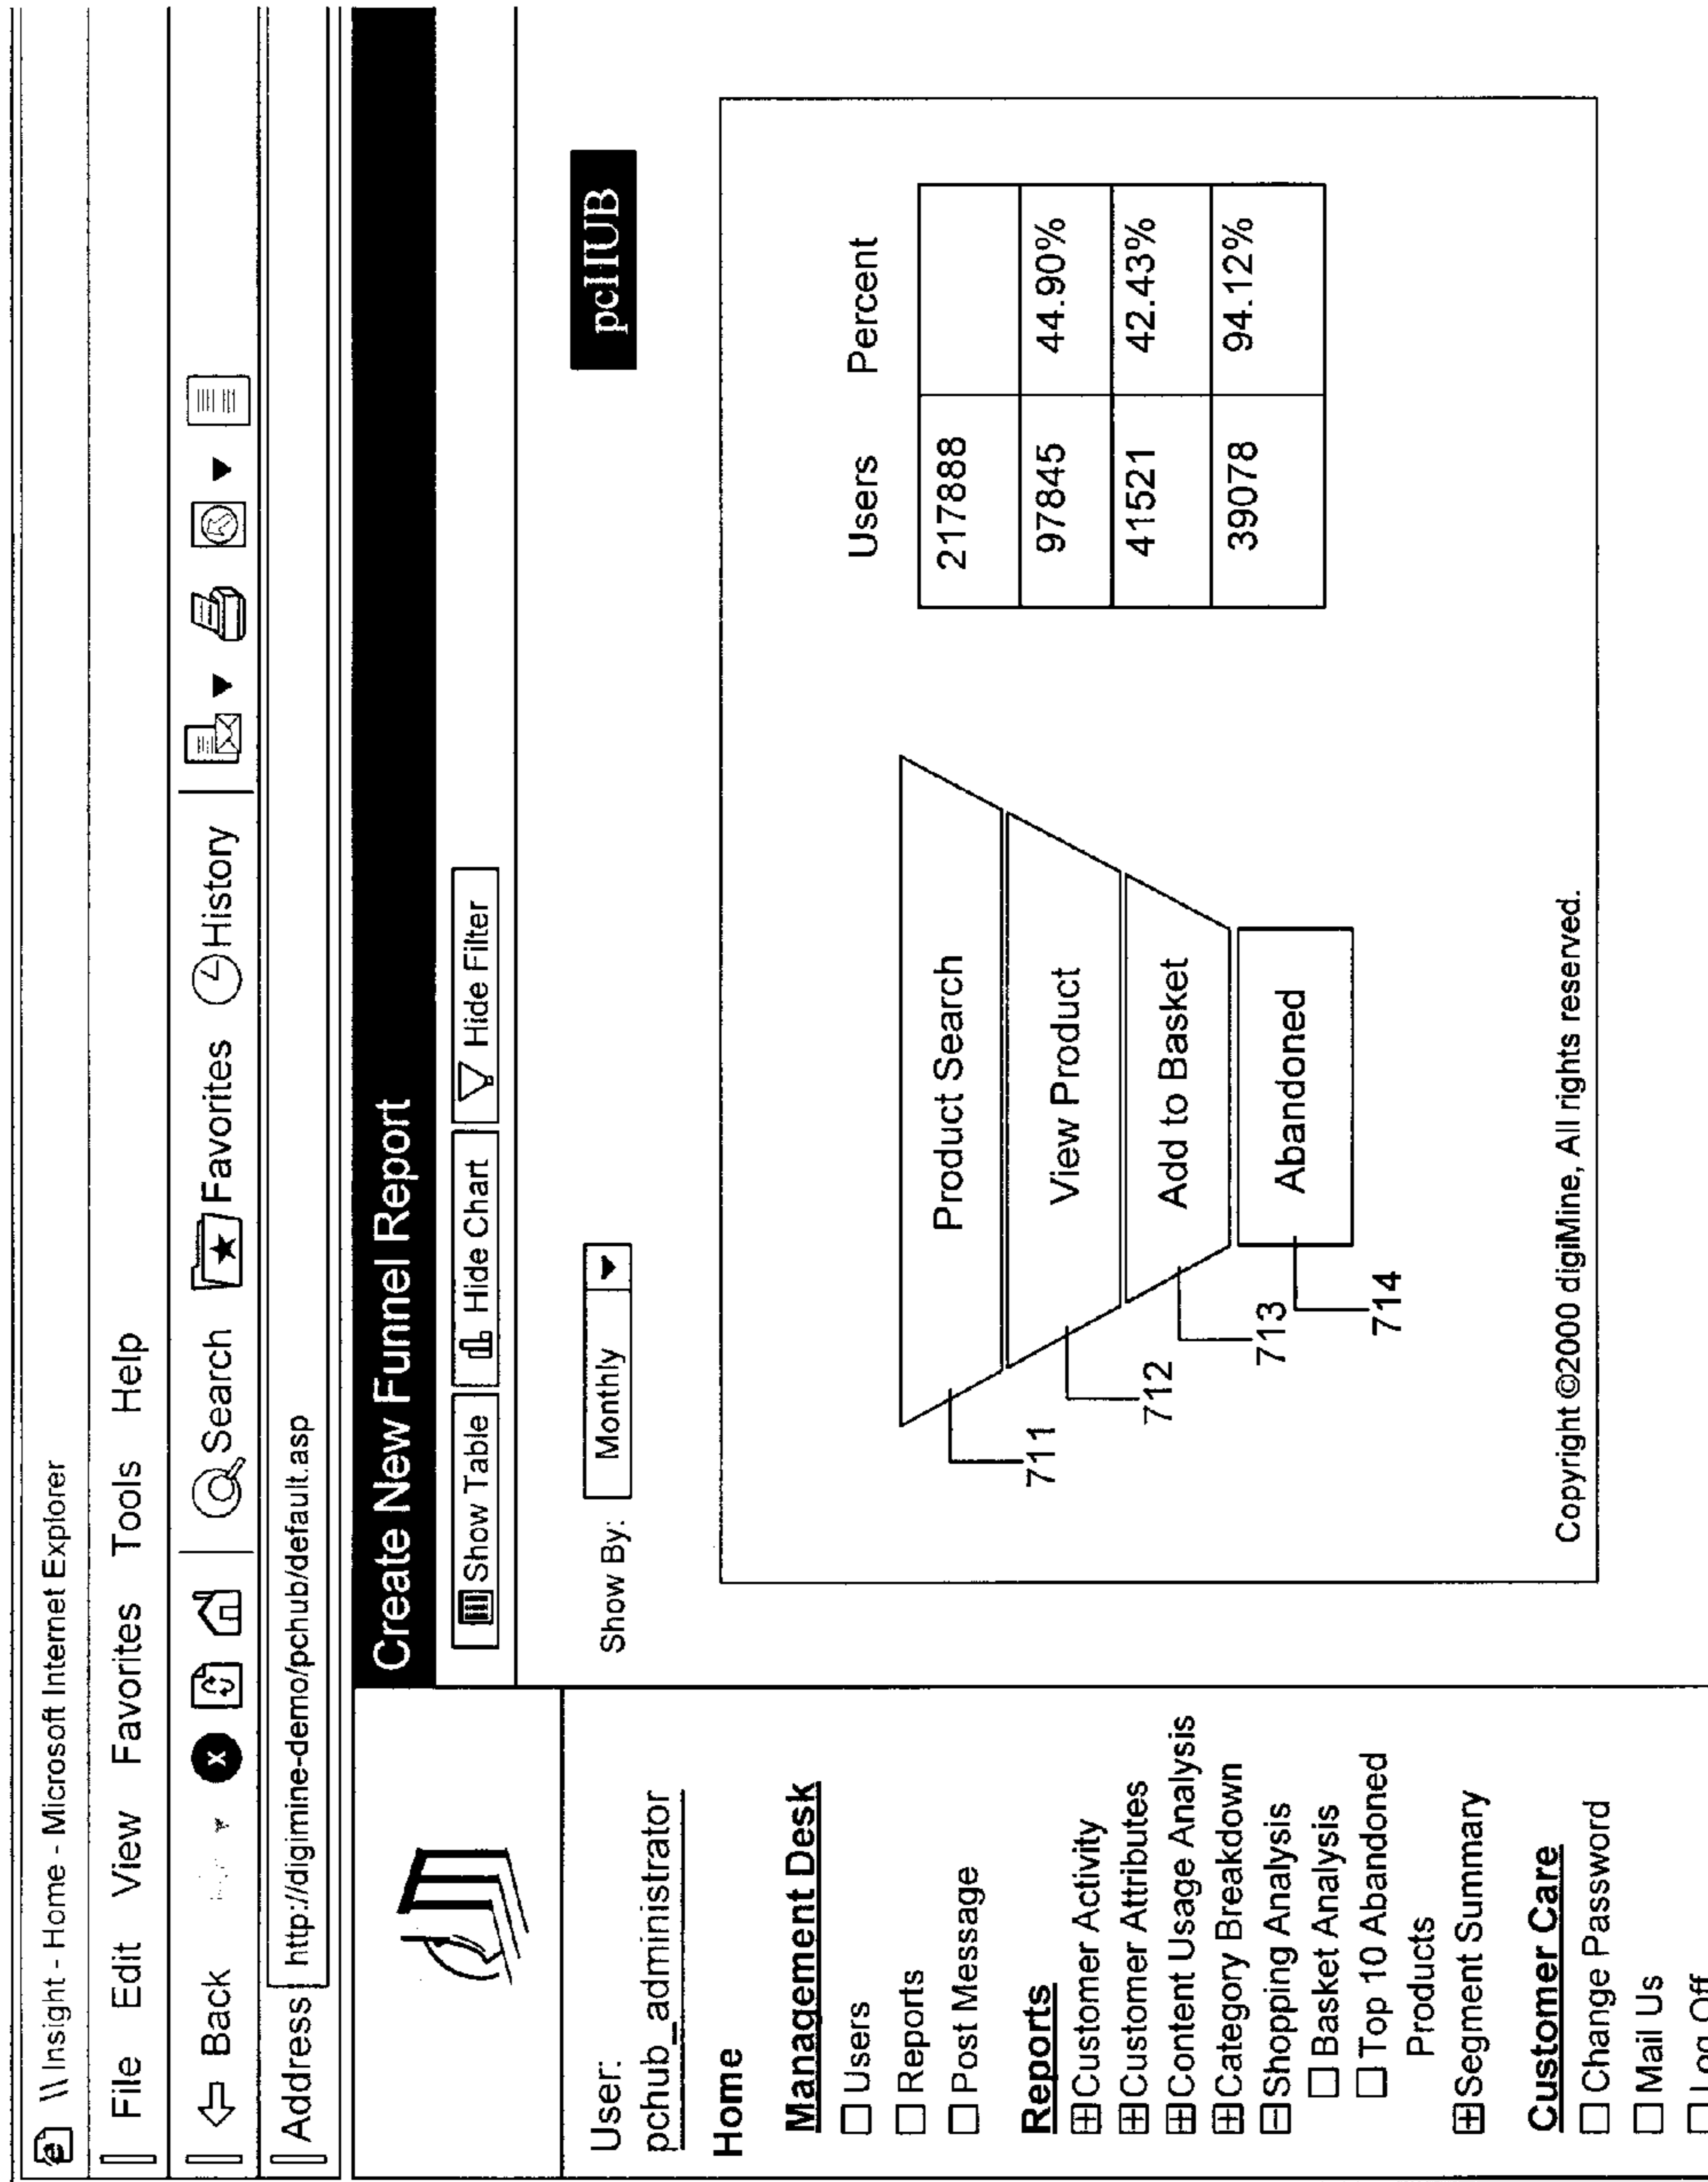 \\ Insight - Home - Microsoft Internet Explorer
File Edit View Favorites Tools Help
Back Search Favorites History
Address http://digimine-demo/pchub/default.asp
User:
pchub_administrator
Home
Management Desk
Users
Reports
Post Message
Reports
Customer Activity
Customer Attributes
Content Usage Analysis
Category Breakdown
Shopping Analysis
Basket Analysis
Top 10 Abandoned
Products
Segment Summary
Customer Care
Change Password
Mail Us
Log Off
Create New Funnel Report
Show Table Hide Chart Hide Filter
Show By: Monthly
pcHUB
Users Percent
Product Search 217888
View Product 97845 44.90%
Add to Basket 41521 42.43%
Abandoned 39078 94.12%
711
712
713
714
Copyright ©2000 digiMine, All rights reserved.